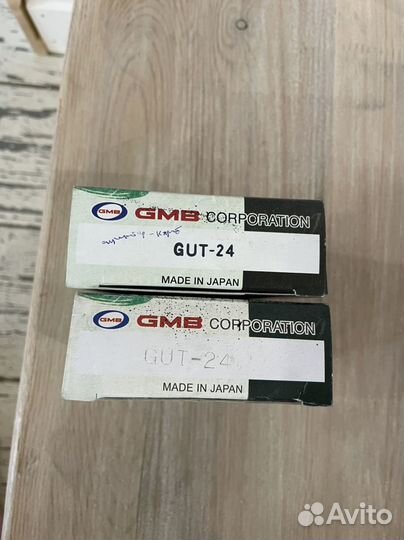 GMB GMB CORPORATION
GUT-24
MADE IN JAPAN
GMB GMB CORPORATION
GUT-24
MADE IN JAPAN
Avito